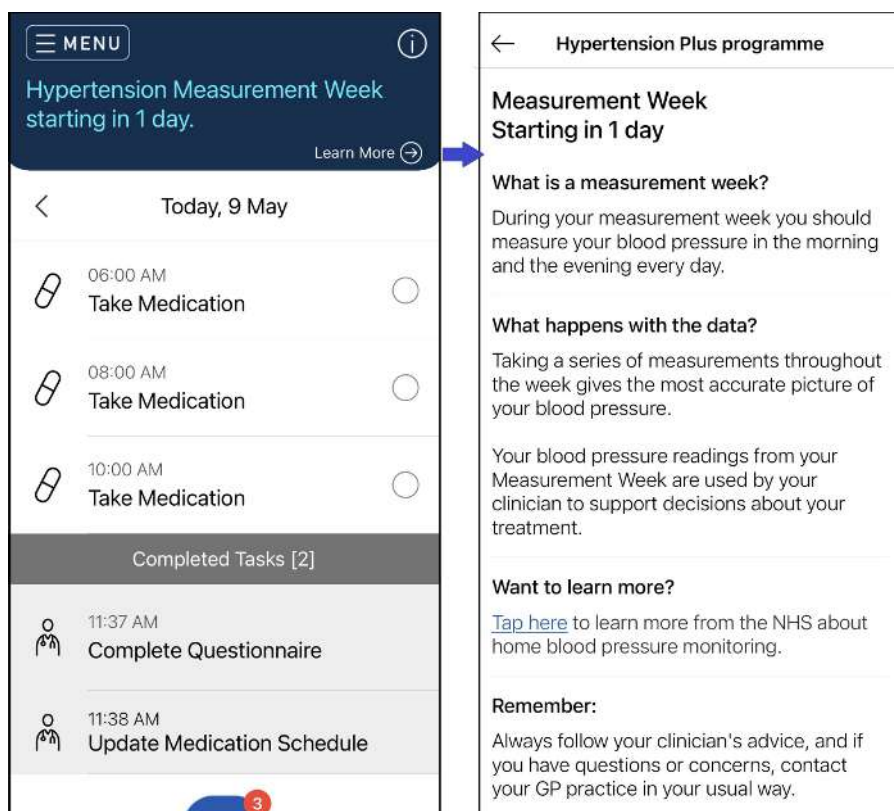 MENU
Hypertension Measurement Week
starting in 1 day.
Learn More
Today, 9 May
06:00 AM
Take Medication
08:00 AM
Take Medication
10:00 AM
Take Medication
Completed Tasks [2]
11:37 AM
Complete Questionnaire
11:38 AM
Update Medication Schedule
3
Hypertension Plus programme
Measurement Week
Starting in 1 day
What is a measurement week?
During your measurement week you should
measure your blood pressure in the morning
and the evening every day.
What happens with the data?
Taking a series of measurements throughout
the week gives the most accurate picture of
your blood pressure.
Your blood pressure readings from your
Measurement Week are used by your
clinician to support decisions about your
treatment.
Want to learn more?
Tap here to learn more from the NHS about
home blood pressure monitoring.
Remember:
Always follow your clinician's advice, and if
you have questions or concerns, contact
your GP practice in your usual way.